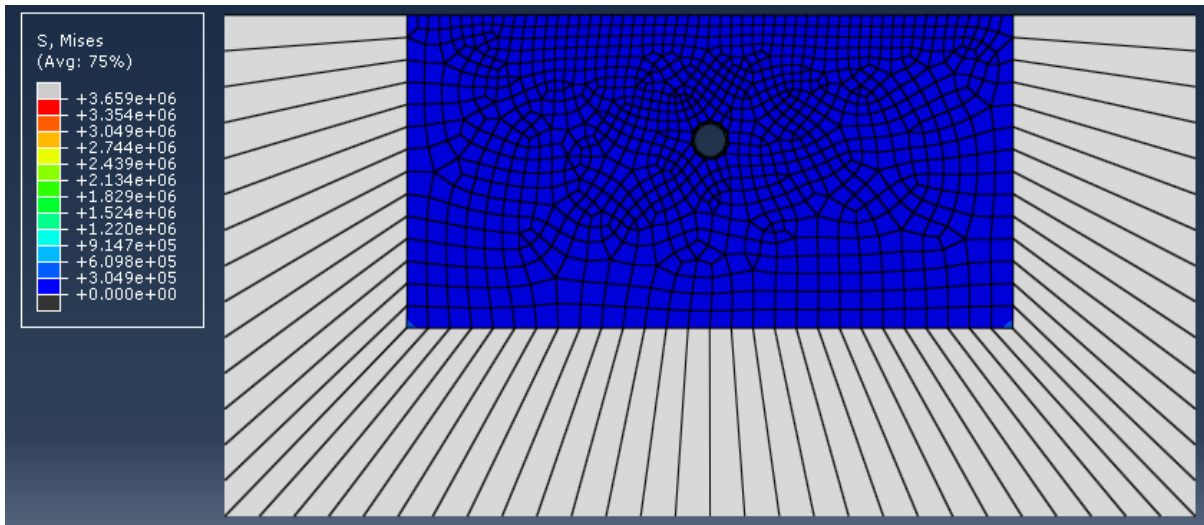 S, Mises
(Avg: 75%)
+3.659e+06
+3.354e+06
+3.049e+06
+2.744e+06
+2.439e+06
+2.134e+06
+1.829e+06
+1.524e+06
+1.220e+06
+9.147e+05
+6.098e+05
+3.049e+05
+0.000e+00